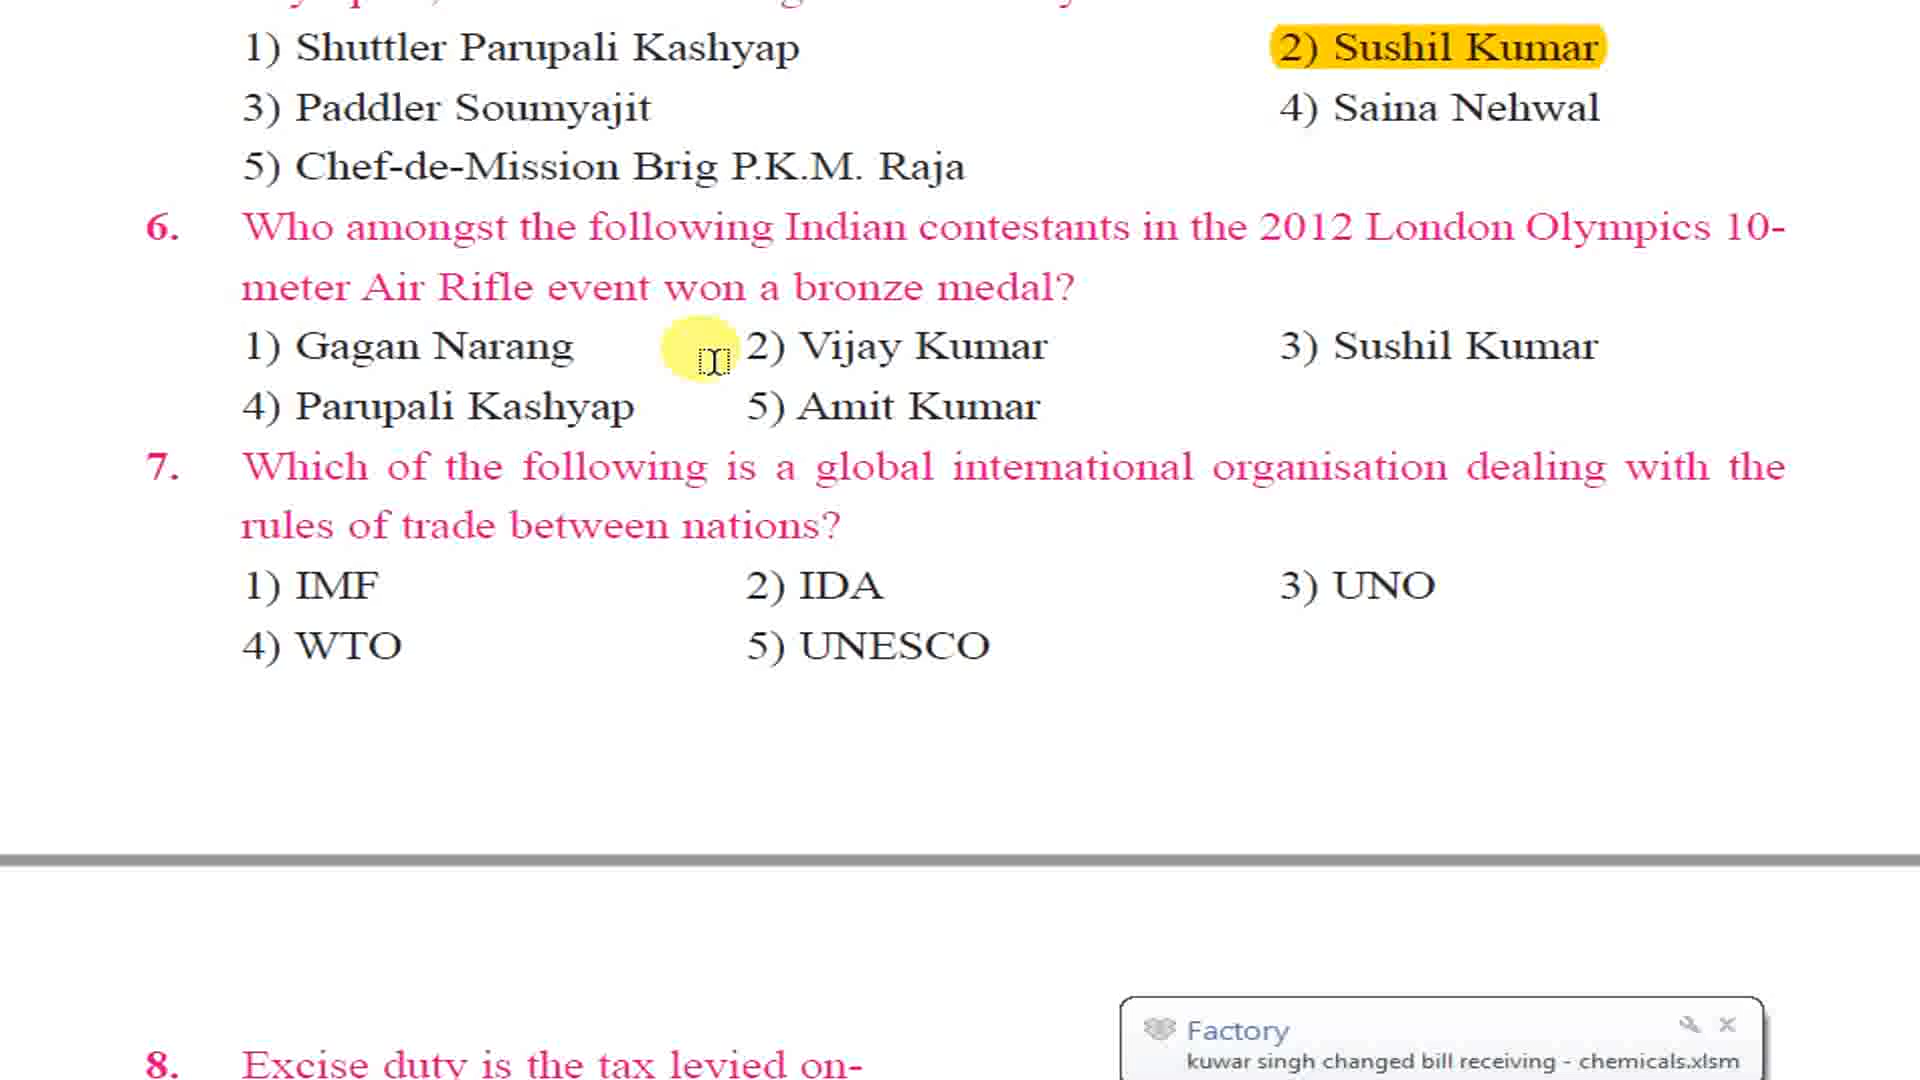 1) Shuttler Parupali Kashyap 2) Sushil Kumar
3) Paddler Soumyajit 4) Saina Nehwal
5) Chef-de-Mission Brig P.K.M. Raja
6. Who amongst the following Indian contestants in the 2012 London Olympics 10-
meter Air Rifle event won a bronze medal?
1) Gagan Narang 2) Vijay Kumar 3) Sushil Kumar
4) Parupali Kashyap 5) Amit Kumar
7. Which of the following is a global international organisation dealing with the
rules of trade between nations?
1) IMF 2) IDA 3) UNO
4) WTO 5) UNESCO
8. Excise duty is the tax levied on-
Factory
kuwar singh changed bill receiving - chemicals.xlsm